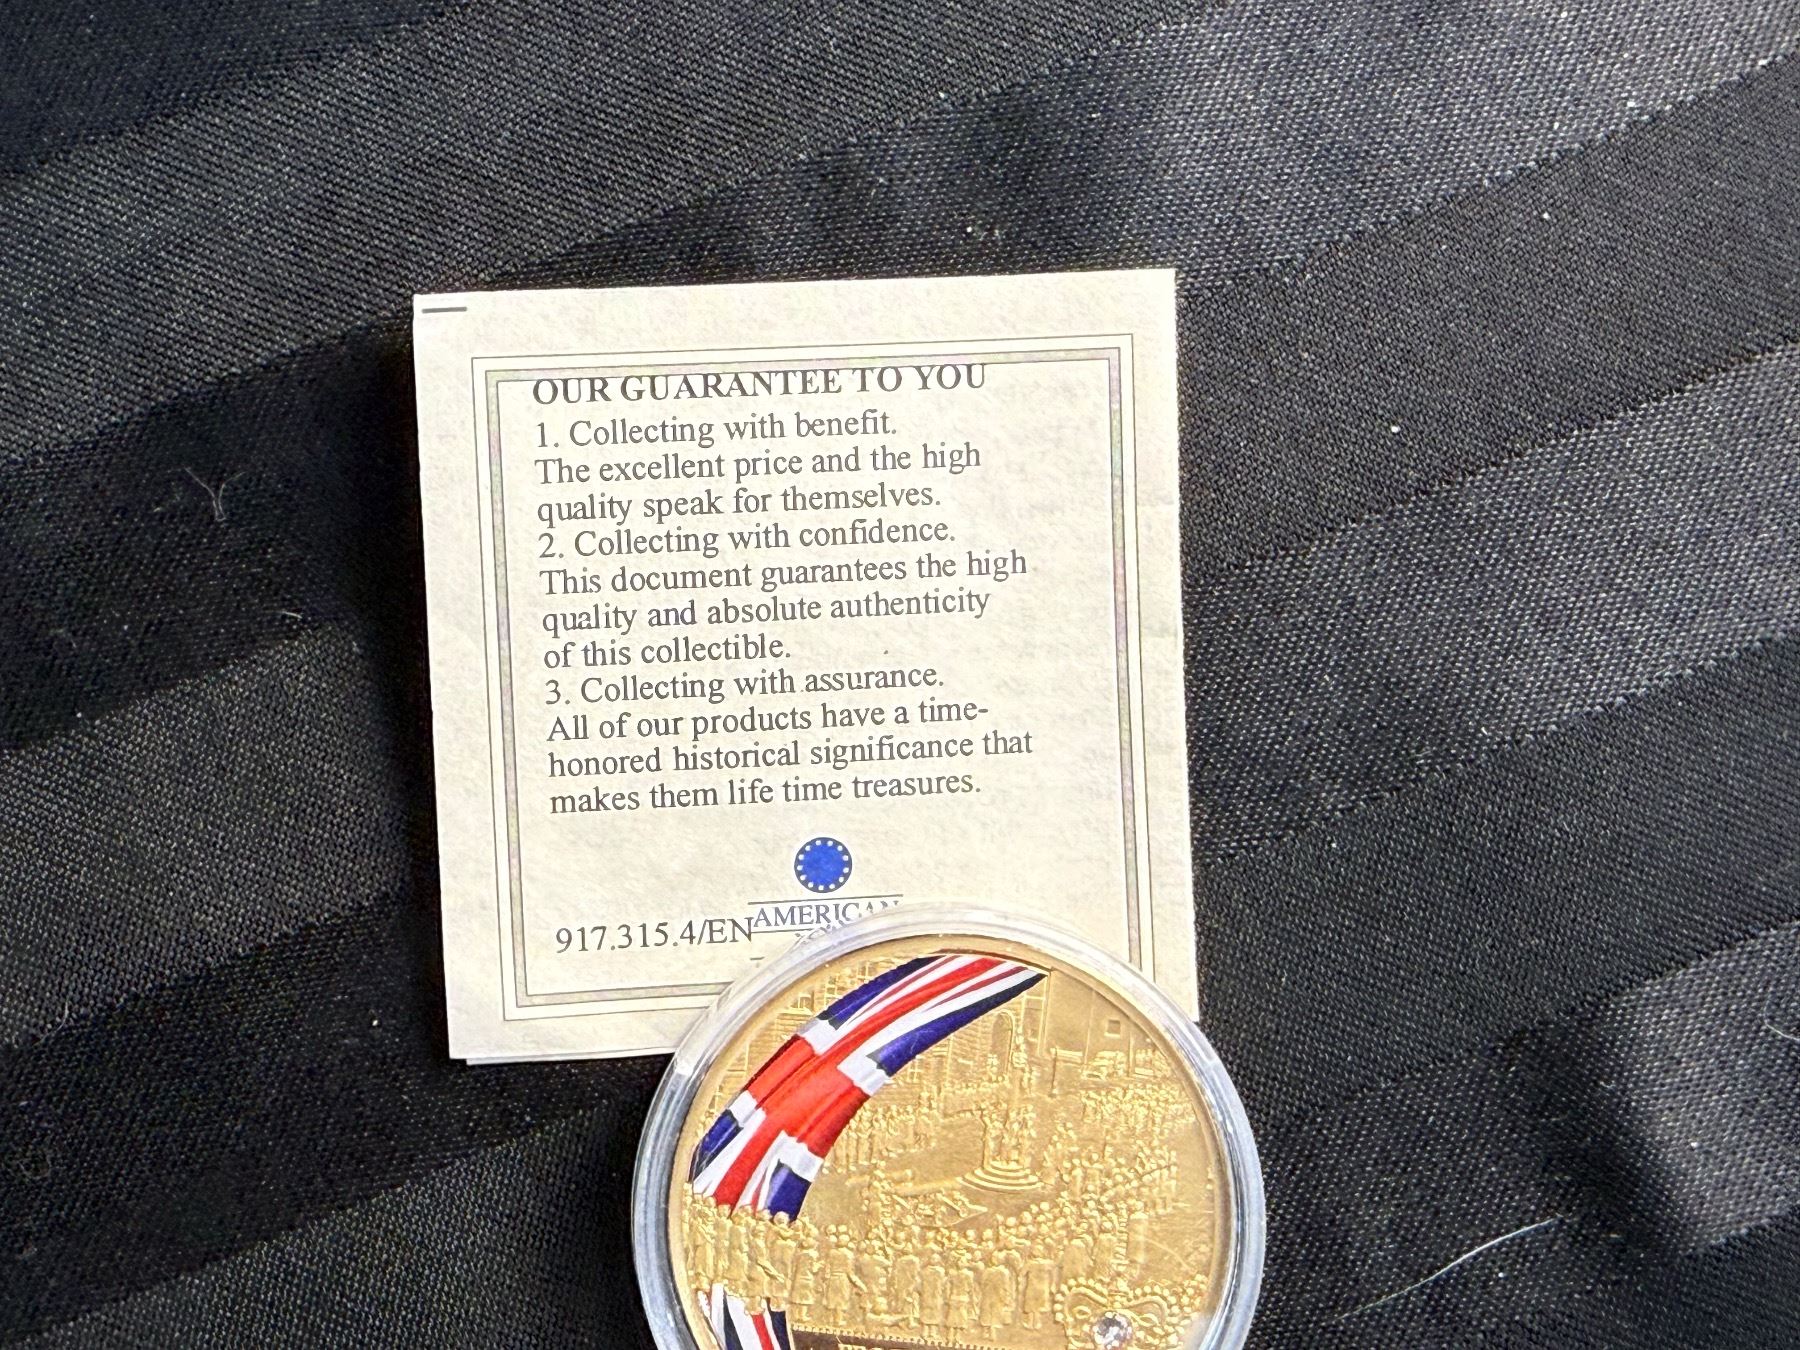 OUR GUARANTEE TO YOU
1. Collecting with benefit.
The excellent price and the high
quality speak for themselves.
2. Collecting with confidence.
This document guarantees the high
quality and absolute authenticity
of this collectible.
3. Collecting with assurance.
All of our products have a time-
honored historical significance that
makes them life time treasures.
917.315.4/EN
AMERICAN